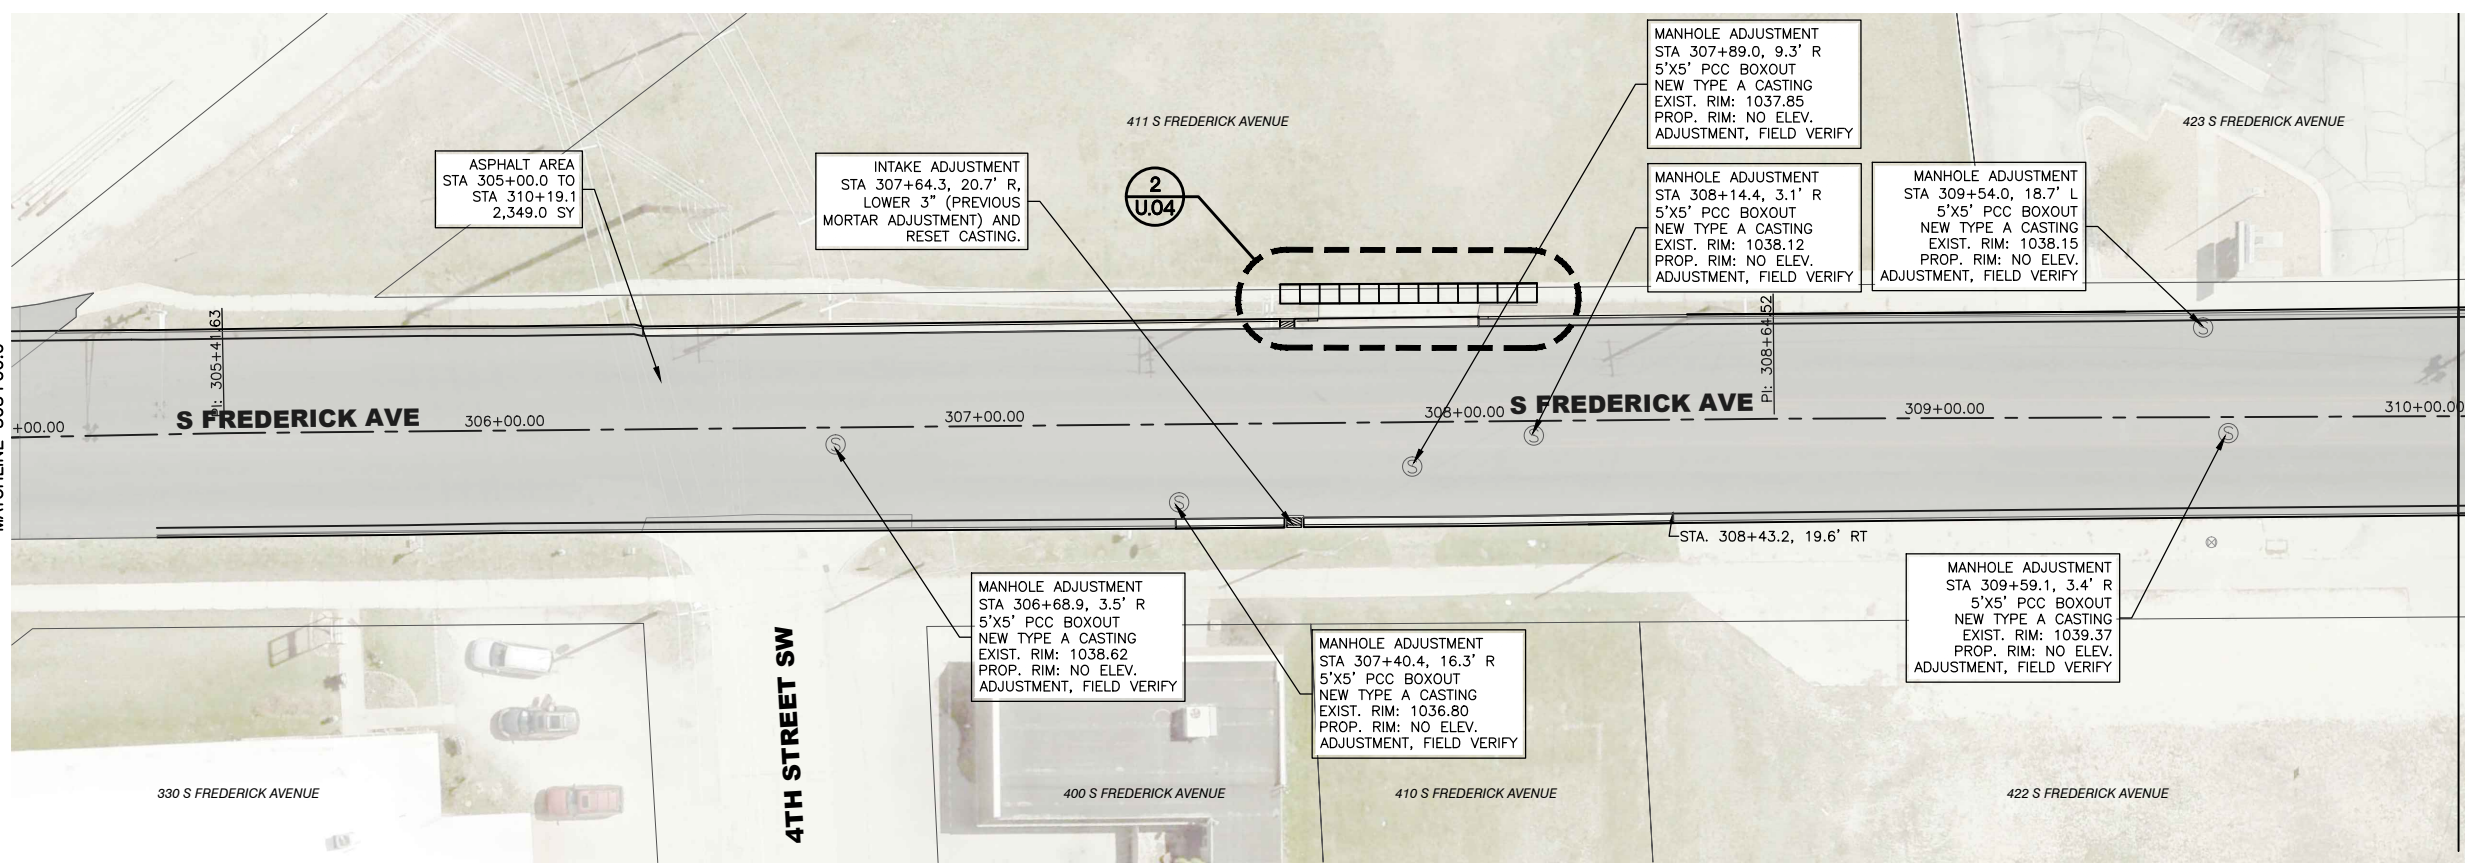 MANHOLE ADJUSTMENT
STA 307+89.0, 9.3' R
5'X5' PCC BOXOUT
NEW TYPE A CASTING
EXIST. RIM: 1037.85
PROP. RIM: NO ELEV.
ADJUSTMENT, FIELD VERIFY
411 S FREDERICK AVENUE
423 S FREDERICK AVENUE
ASPHALT AREA
STA 305+00.0 TO
STA 310+19.1
2,349.0 SY
INTAKE ADJUSTMENT
STA 307+64.3, 20.7' R,
LOWER 3" (PREVIOUS
MORTAR ADJUSTMENT) AND
RESET CASTING.
2
U.04
MANHOLE ADJUSTMENT
STA 308+14.4, 3.1' R
5'X5' PCC BOXOUT
NEW TYPE A CASTING
EXIST. RIM: 1038.12
PROP. RIM: NO ELEV.
ADJUSTMENT, FIELD VERIFY
MANHOLE ADJUSTMENT
STA 309+54.0, 18.7' L
5'X5' PCC BOXOUT
NEW TYPE A CASTING
EXIST. RIM: 1038.15
PROP. RIM: NO ELEV.
ADJUSTMENT, FIELD VERIFY
PI: 305+41.63
PI: 308+64.52
S
+00.00
S FREDERICK AVE
306+00.00
307+00.00
308+00.00
S FREDERICK AVE
309+00.00
310+00.00
S
S
S
S
S
STA. 308+43.2, 19.6' RT
MANHOLE ADJUSTMENT
STA 306+68.9, 3.5' R
5'X5' PCC BOXOUT
NEW TYPE A CASTING
EXIST. RIM: 1038.62
PROP. RIM: NO ELEV.
ADJUSTMENT, FIELD VERIFY
MANHOLE ADJUSTMENT
STA 307+40.4, 16.3' R
5'X5' PCC BOXOUT
NEW TYPE A CASTING
EXIST. RIM: 1036.80
PROP. RIM: NO ELEV.
ADJUSTMENT, FIELD VERIFY
MANHOLE ADJUSTMENT
STA 309+59.1, 3.4' R
5'X5' PCC BOXOUT
NEW TYPE A CASTING
EXIST. RIM: 1039.37
PROP. RIM: NO ELEV.
ADJUSTMENT, FIELD VERIFY
4TH STREET SW
330 S FREDERICK AVENUE
400 S FREDERICK AVENUE
410 S FREDERICK AVENUE
422 S FREDERICK AVENUE